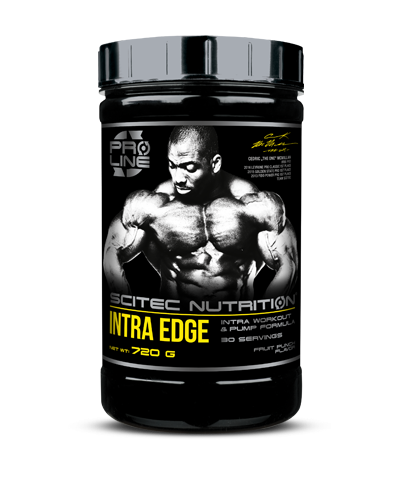 PRO
LINE
CEDRIC „THE ONE" MCMILLAN
SCITEC NUTRITION
INTRA EDGE
INTRA WORKOUT
& PUMP FORMULA
30 SERVINGS
NET WT: 720 G
FRUIT PUNCH
FLAVOR